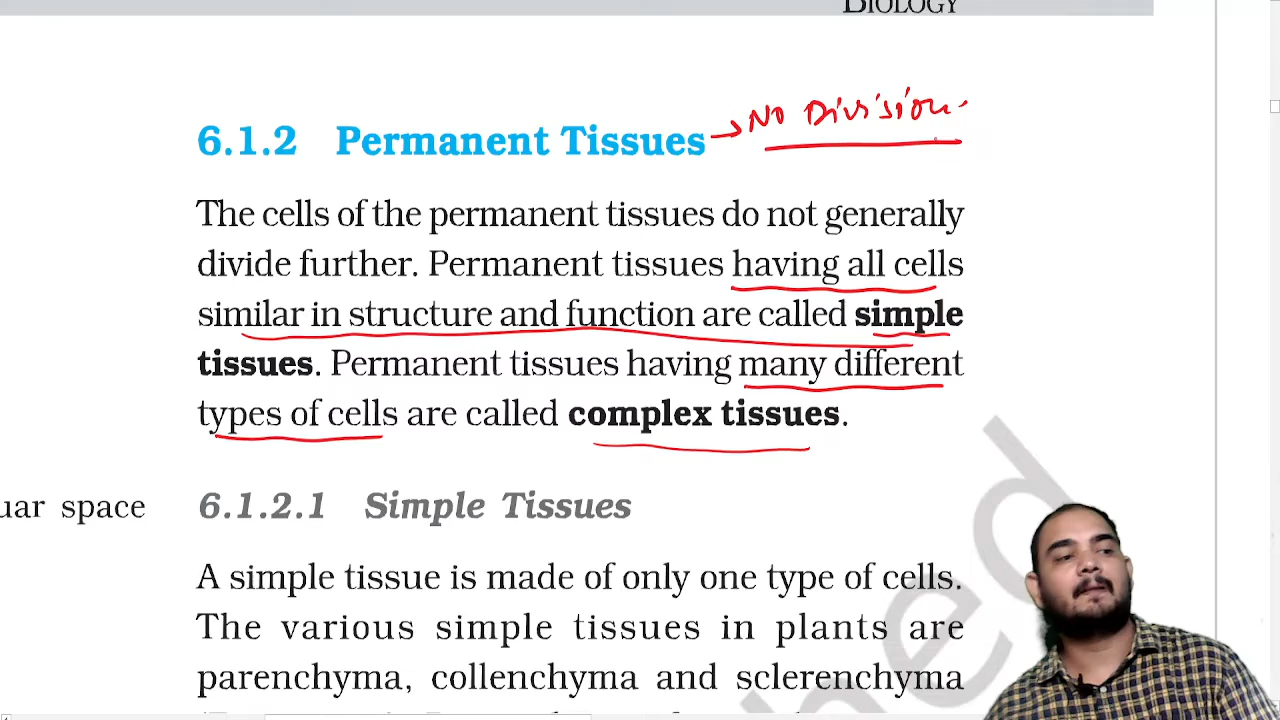 BIOLOGY
6.1.2 Permanent Tissues → No Division.
The cells of the permanent tissues do not generally
divide further. Permanent tissues having all cells
similar in structure and function are called simple
tissues. Permanent tissues having many different
types of cells are called complex tissues.
uar space
6.1.2.1 Simple Tissues
A simple tissue is made of only one type of cells.
The various simple tissues in plants are
parenchyma, collenchyma and sclerenchyma
hed